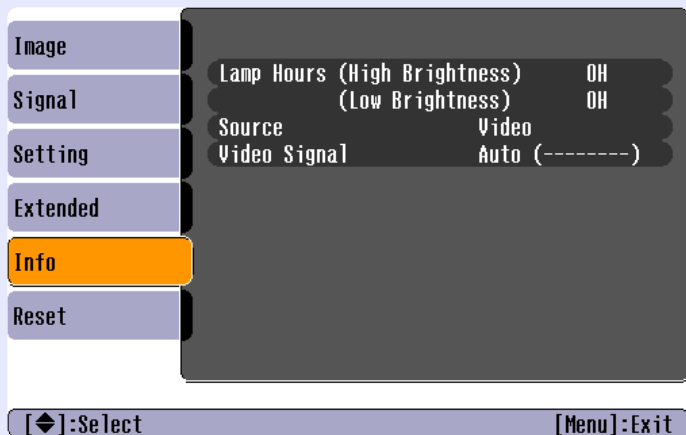 Image
Signal
Setting
Extended
Info
Reset
Lamp Hours (High Brightness) 0H
(Low Brightness) 0H
Source Video
Video Signal Auto (--------)
[◆]:Select [Menu]:Exit